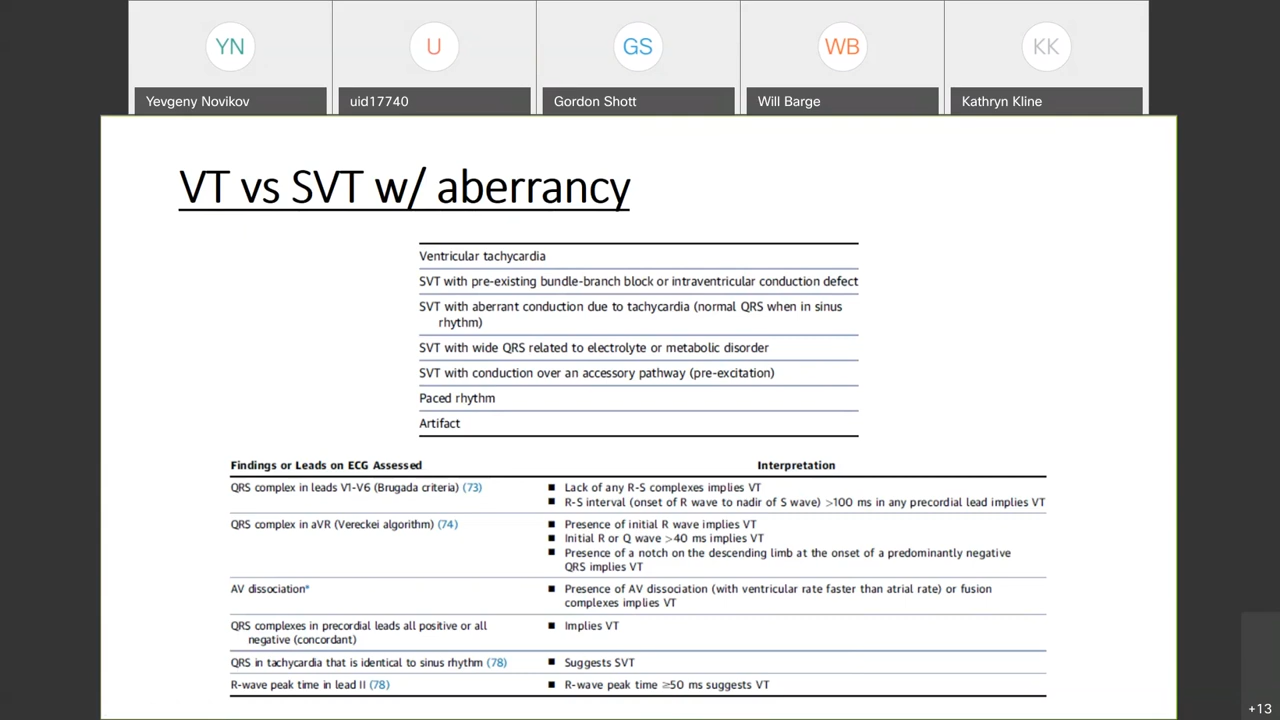 YN
U
GS
WB
KK
Yevgeny Novikov
uid17740
Gordon Shott
Will Barge
Kathryn Kline
VT vs SVT w/ aberrancy
Ventricular tachycardia
SVT with pre-existing bundle-branch block or intraventricular conduction defect
SVT with aberrant conduction due to tachycardia (normal QRS when in sinus
rhythm)
SVT with wide QRS related to electrolyte or metabolic disorder
SVT with conduction over an accessory pathway (pre-excitation)
Paced rhythm
Artifact
Findings or Leads on ECG Assessed
Interpretation
QRS complex in leads V1-V6 (Brugada criteria) (73)
■ Lack of any R-S complexes implies VT
■ R-S interval (onset of R wave to nadir of S wave) >100 ms in any precordial lead implies VT
QRS complex in aVR (Vereckei algorithm) (74)
■ Presence of initial R wave implies VT
■ Initial R or Q wave >40 ms implies VT
■ Presence of a notch on the descending limb at the onset of a predominantly negative
QRS implies VT
AV dissociation*
■ Presence of AV dissociation (with ventricular rate faster than atrial rate) or fusion
complexes implies VT
QRS complexes in precordial leads all positive or all
negative (concordant)
■ Implies VT
QRS in tachycardia that is identical to sinus rhythm (78)
■ Suggests SVT
R-wave peak time in lead II (78)
■ R-wave peak time ≥50 ms suggests VT
+13